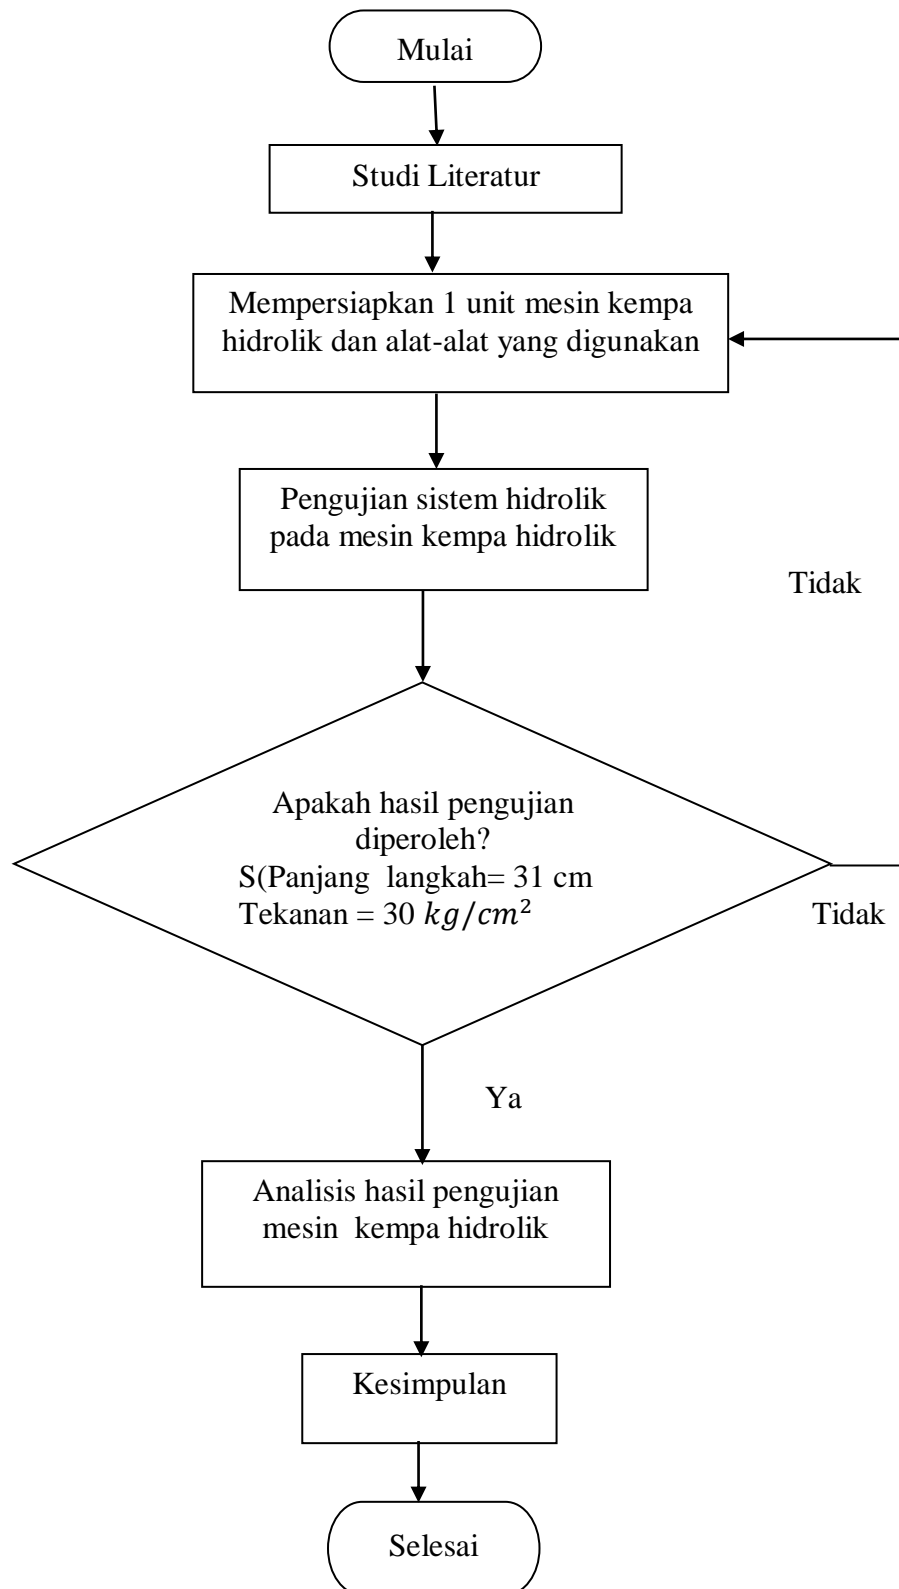 Mulai
Studi Literatur
Mempersiapkan 1 unit mesin kempa
hidrolik dan alat-alat yang digunakan
Pengujian sistem hidrolik
pada mesin kempa hidrolik
Tidak
Apakah hasil pengujian
diperoleh?
S(Panjang  langkah= 31 cm
Tekanan = 30 kg/cm²
Tidak
Ya
Analisis hasil pengujian
mesin  kempa hidrolik
Kesimpulan
Selesai